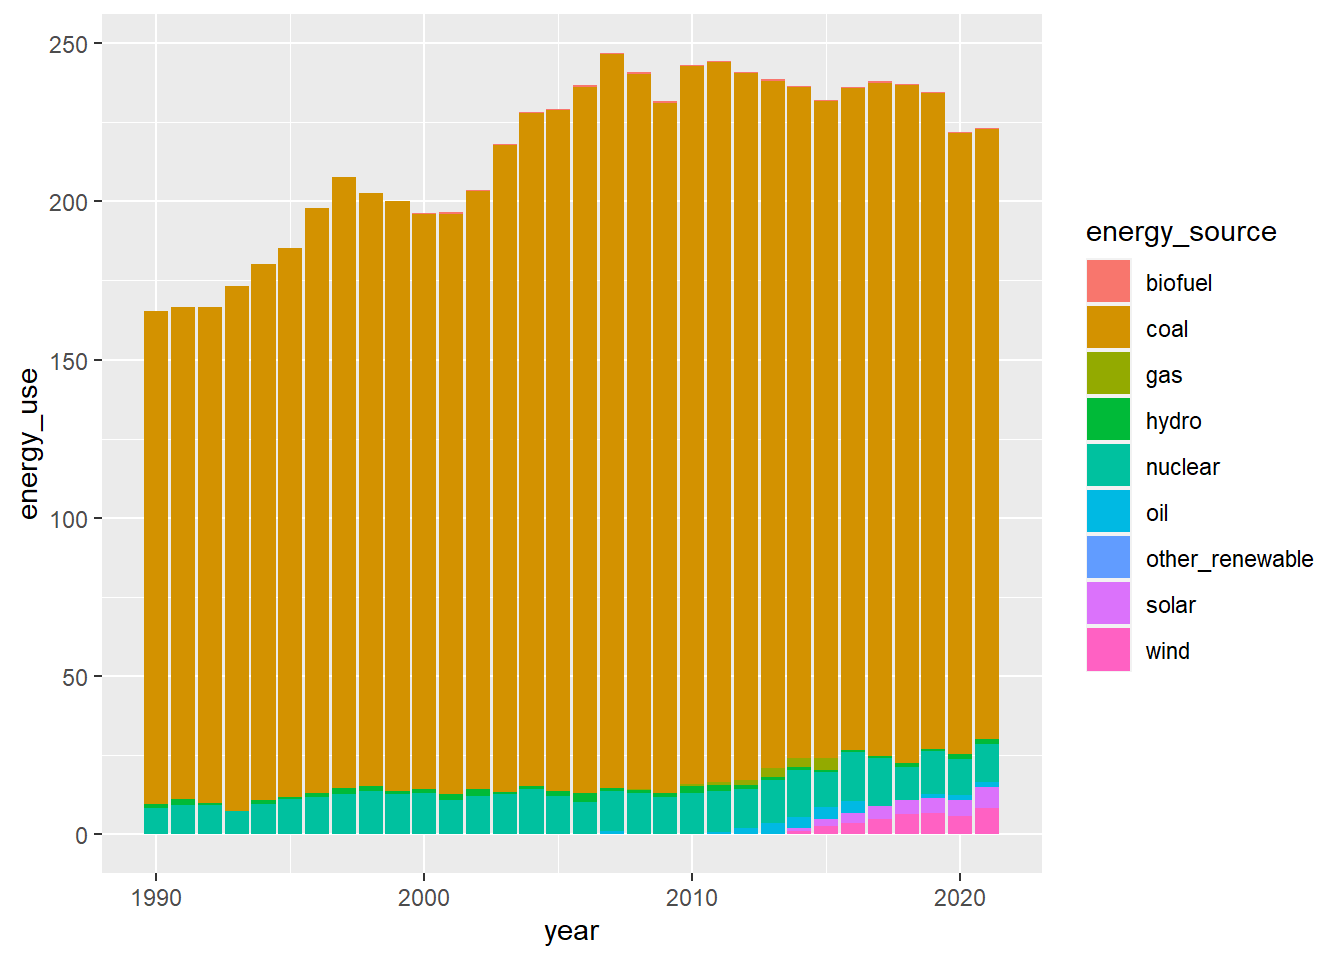 250
200
150
100
50
0
energy_use
1990
2000
2010
2020
year
energy_source
biofuel
coal
gas
hydro
nuclear
oil
other_renewable
solar
wind